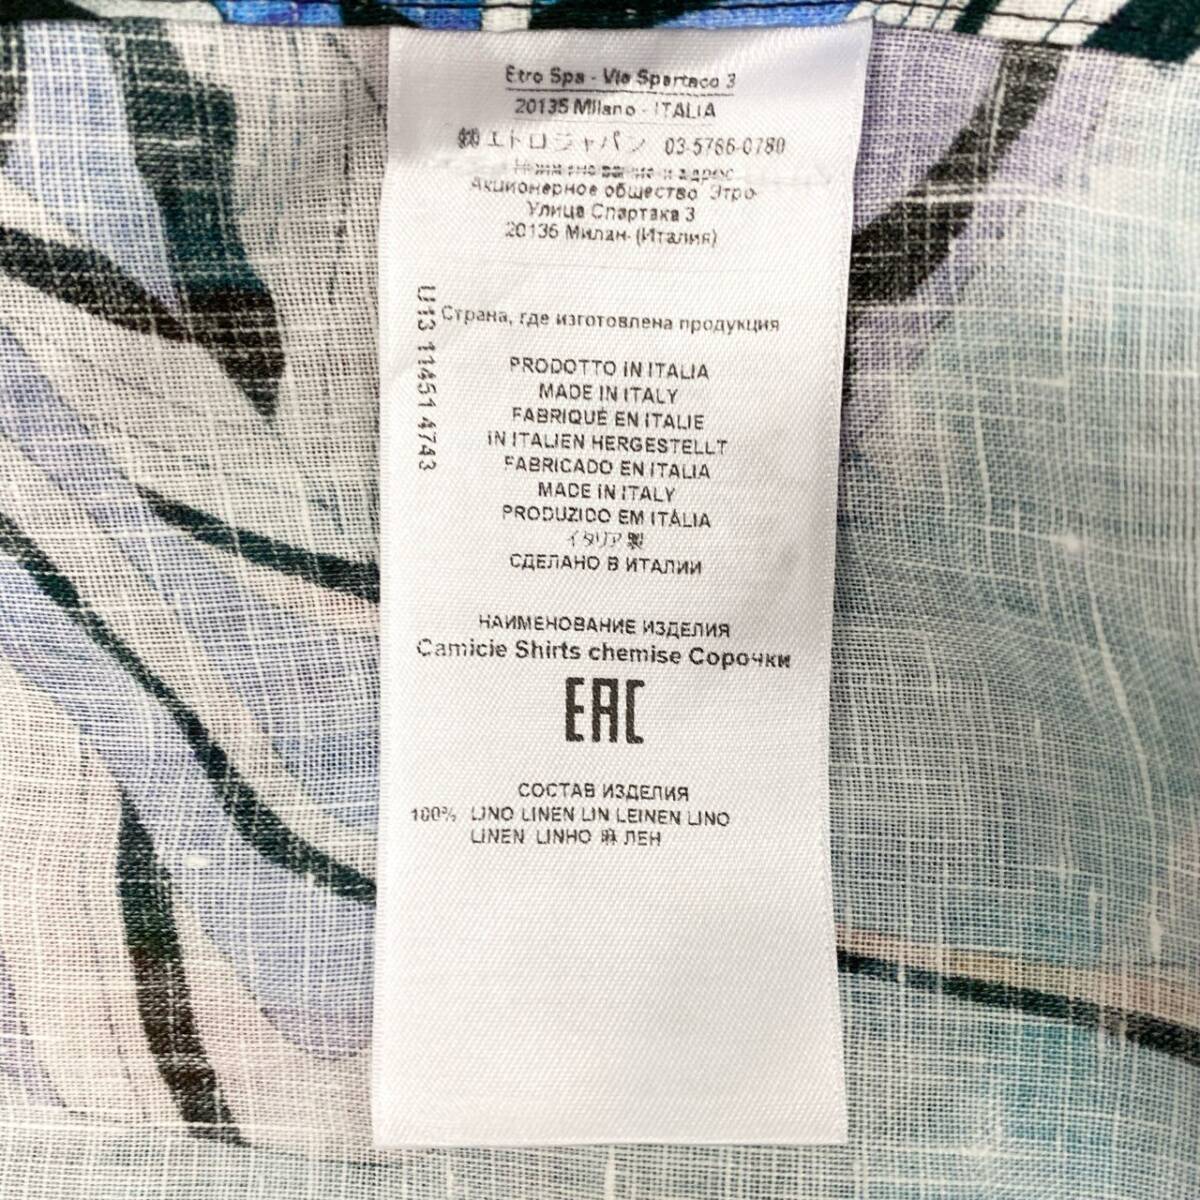 Etro Spa - Via Spartaco 3
20135 Milano - ITALIA
㈱エトロジャパン 03-5766-0780
Наименование и адрес
Акционерное общество Этро
Улица Спартака 3
20135 Милан- (Италия)
U13 11451 4743
Страна, где изготовлена продукция
PRODOTTO IN ITALIA
MADE IN ITALY
FABRIQUÉ EN ITALIE
IN ITALIEN HERGESTELLT
FABRICADO EN ITALIA
MADE IN ITALY
PRODUZIDO EM ITÁLIA
イタリア製
СДЕЛАНО В ИТАЛИИ
НАИМЕНОВАНИЕ ИЗДЕЛИЯ
Camicie Shirts chemise Сорочки
EAC
СОСТАВ ИЗДЕЛИЯ
100% LINO LINEN LIN LEINEN LINO
LINEN LINHO 麻 ЛЕН